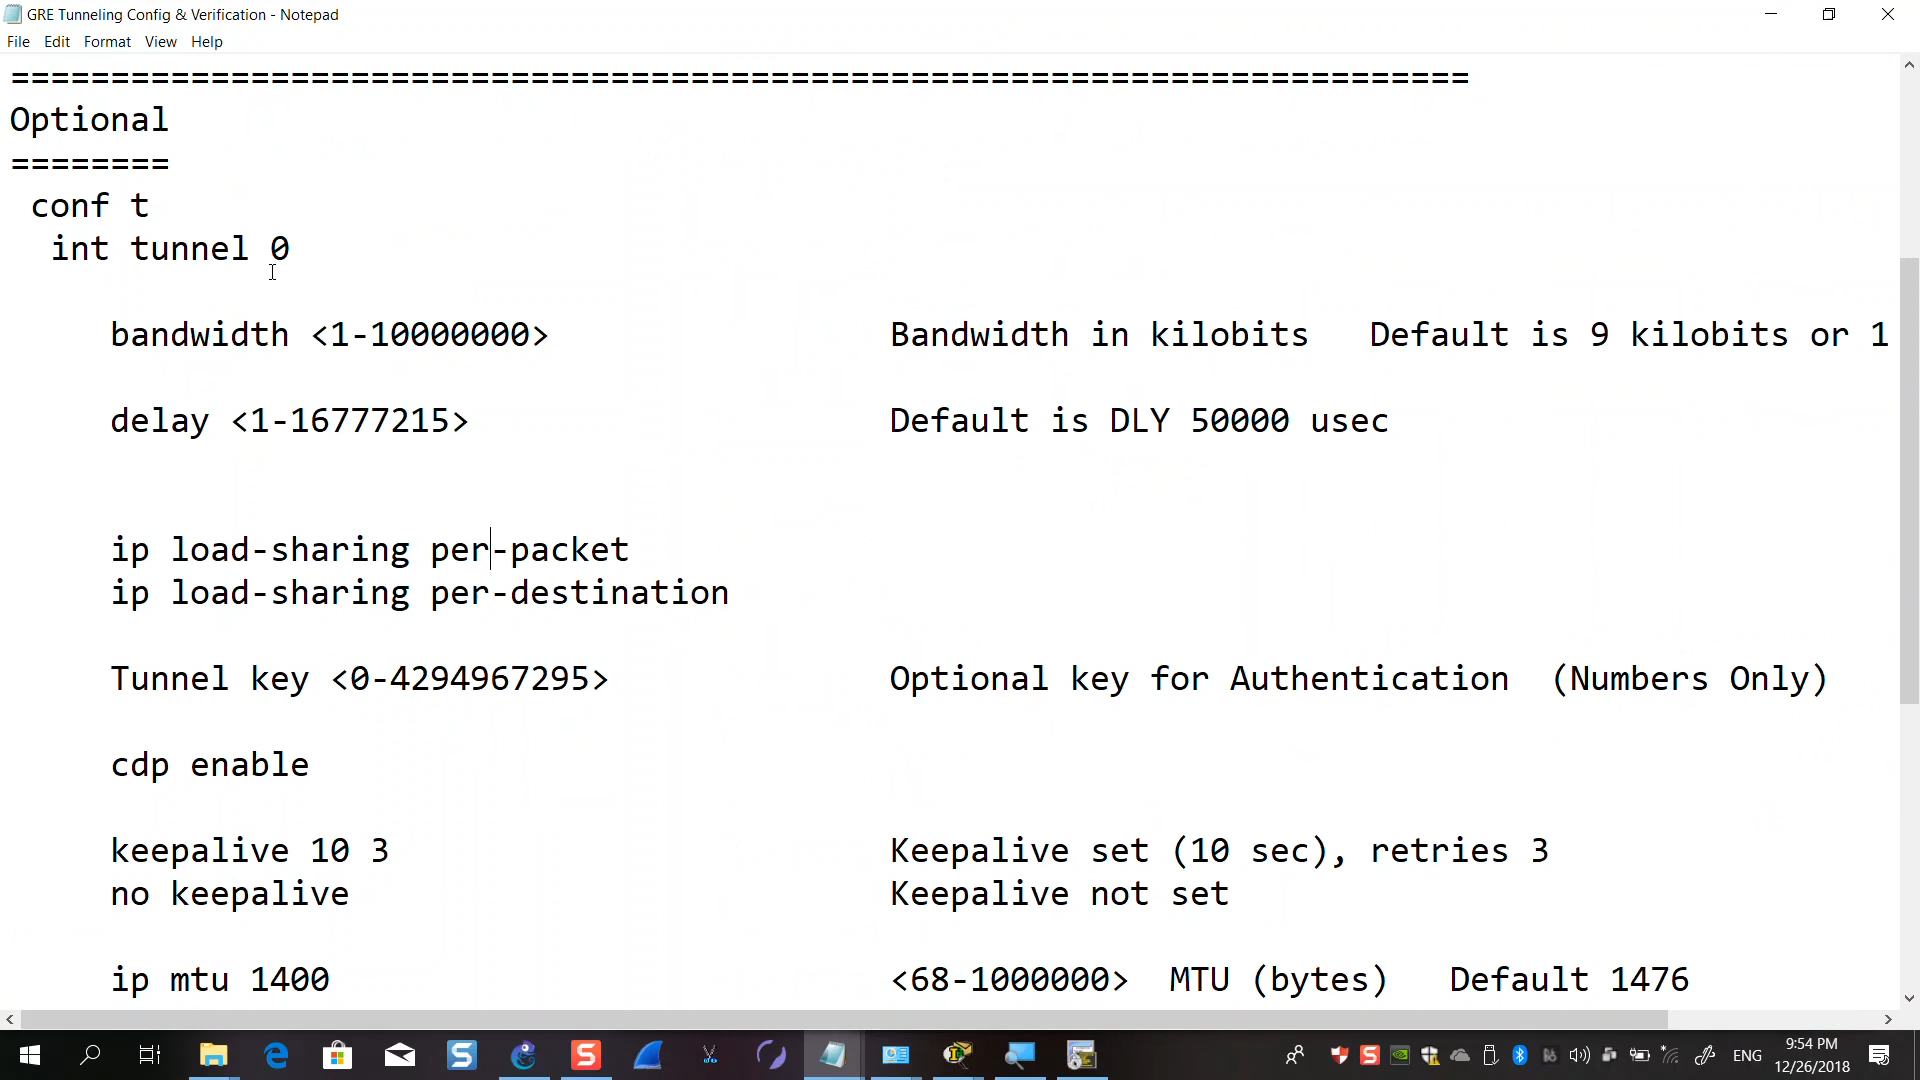 GRE Tunneling Config & Verification - Notepad
File Edit Format View Help
=========================================================================
Optional
========
conf t
int tunnel 0
bandwidth <1-10000000> Bandwidth in kilobits Default is 9 kilobits or 1
delay <1-16777215> Default is DLY 50000 usec
ip load-sharing per-packet
ip load-sharing per-destination
Tunnel key <0-4294967295> Optional key for Authentication (Numbers Only)
cdp enable
keepalive 10 3 Keepalive set (10 sec), retries 3
no keepalive Keepalive not set
ip mtu 1400 <68-1000000> MTU (bytes) Default 1476
ENG
9:54 PM
12/26/2018